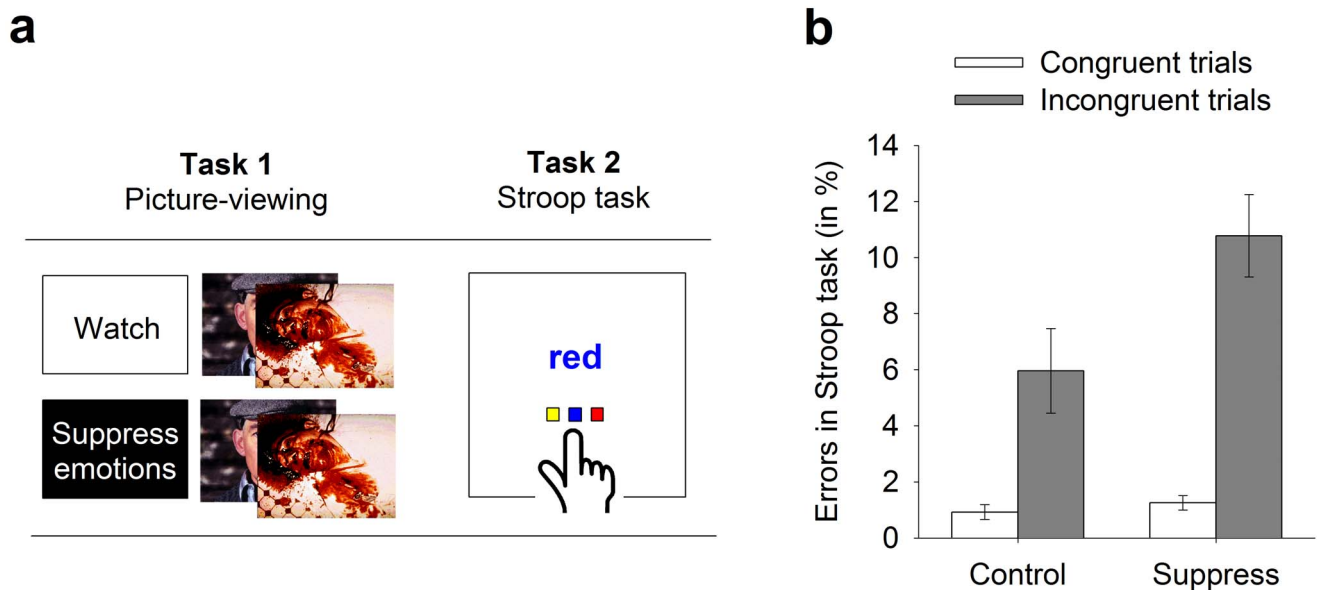 a
Task 1
Picture-viewing
Task 2
Stroop task
Watch
Suppress
emotions
red
b
Congruent trials
Incongruent trials
Errors in Stroop task (in %)
14
12
10
8
6
4
2
0
Control
Suppress